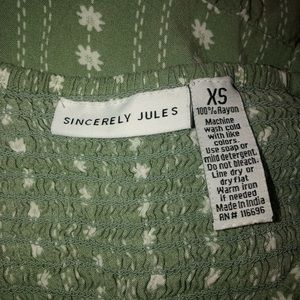 SINCERELY JULES
XS
100% Rayon
Machine
wash cold
with like
colors.
Use soap or
mild detergent.
Do not bleach.
Line dry or
dry flat
Warm iron
if needed
Made In India
RN# 116696